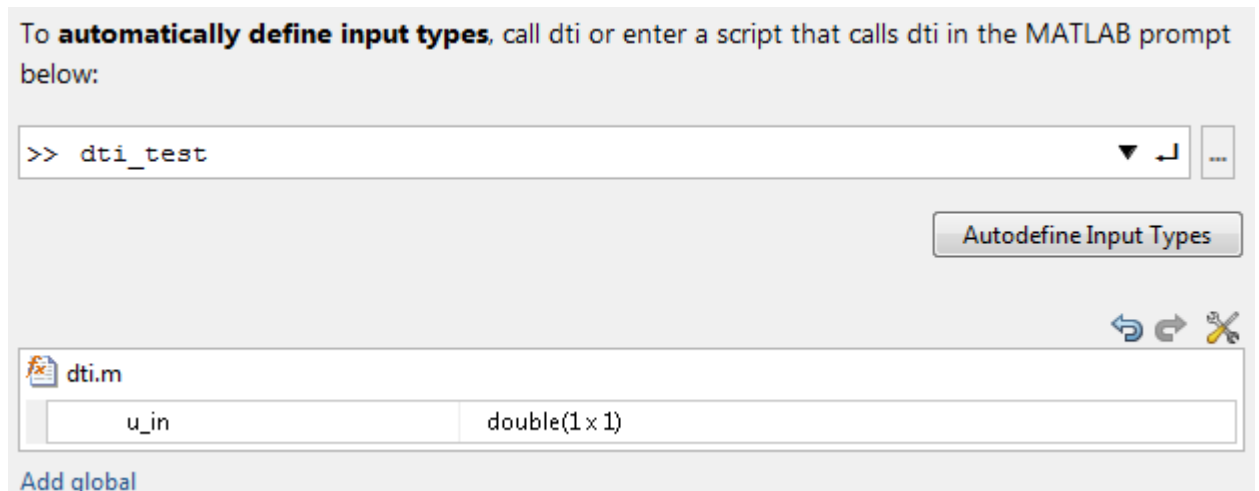 To automatically define input types, call dti or enter a script that calls dti in the MATLAB prompt
below:
>> dti_test
...
Autodefine Input Types
dti.m
u_in double(1 x 1)
Add global